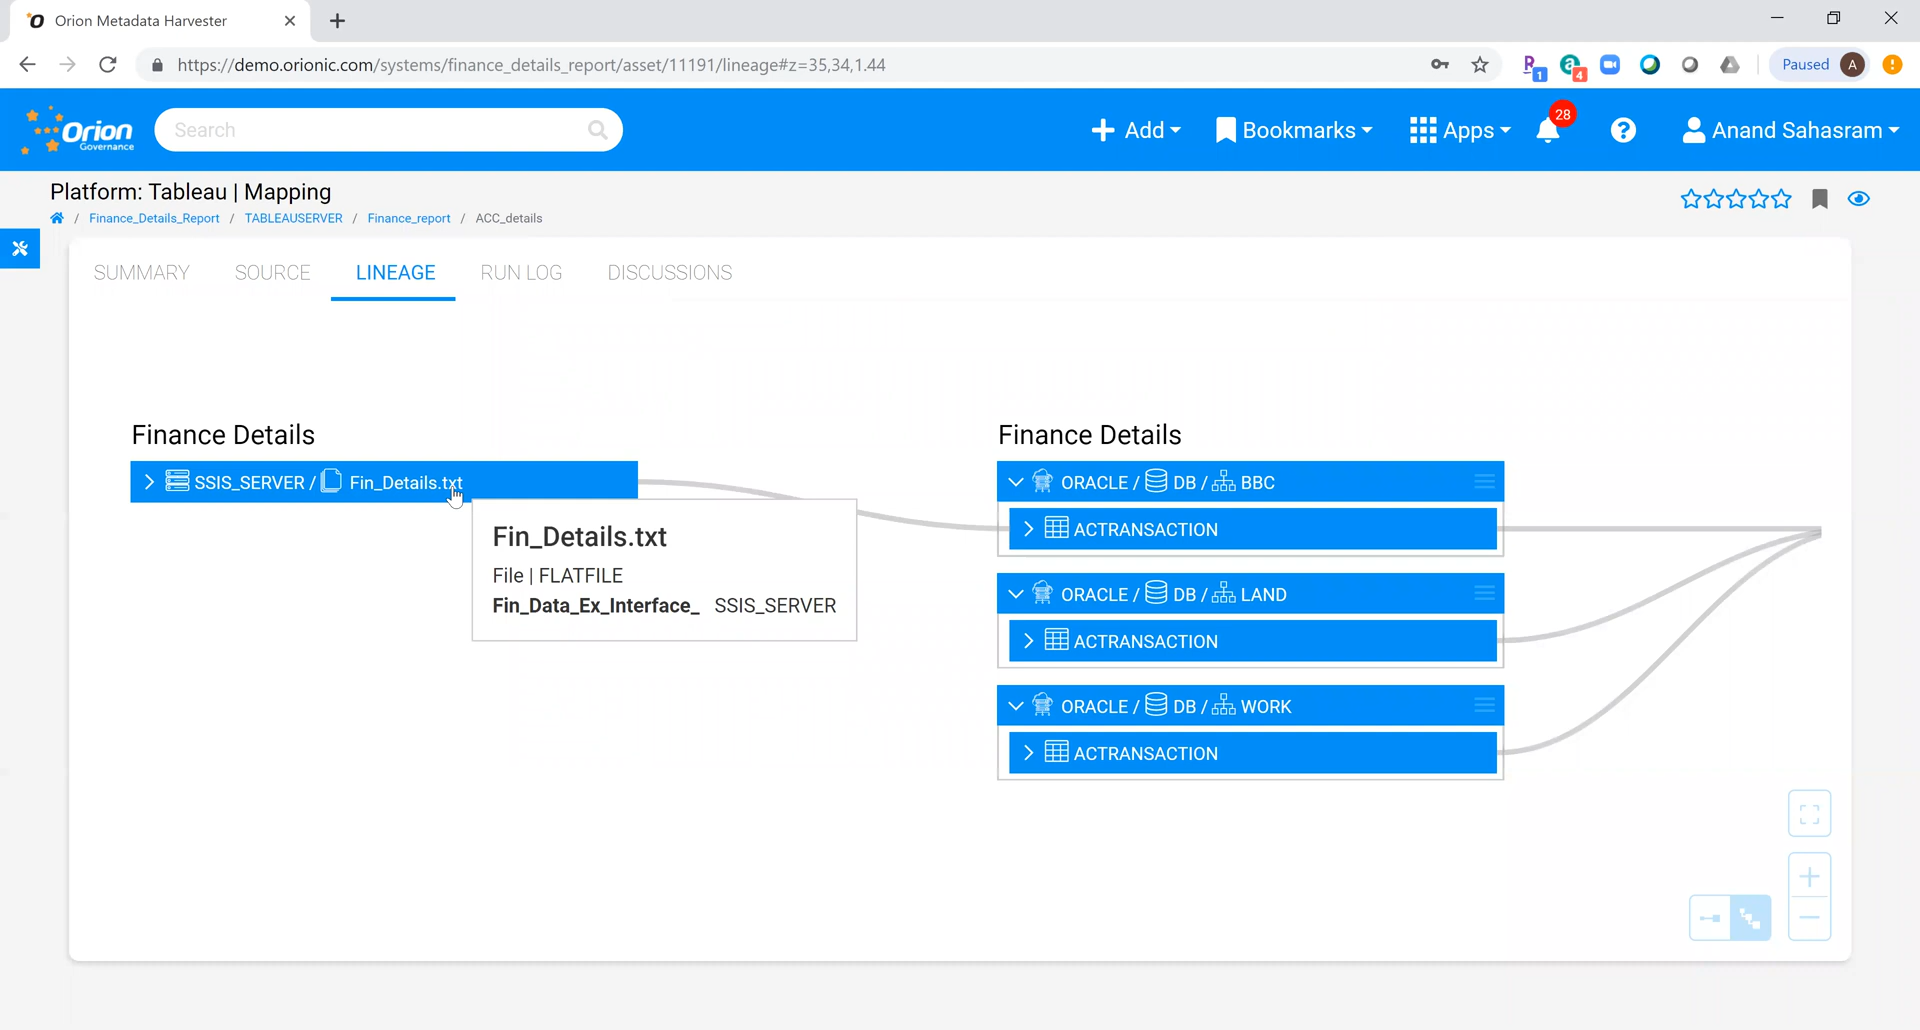 Orion Metadata Harvester
https://demo.orionic.com/systems/finance_details_report/asset/11191/lineage#z=35,34,1.44
1
4
Paused
A
Orion
Governance
Search
Add
Bookmarks
Apps
28
Anand Sahasram
Platform: Tableau | Mapping
/ Finance_Details_Report / TABLEAUSERVER / Finance_report / ACC_details
SUMMARY
SOURCE
LINEAGE
RUN LOG
DISCUSSIONS
Finance Details
SSIS_SERVER / Fin_Details.txt
Fin_Details.txt
File | FLATFILE
Fin_Data_Ex_Interface_ SSIS_SERVER
Finance Details
ORACLE / DB / BBC
ACTRANSACTION
ORACLE / DB / LAND
ACTRANSACTION
ORACLE / DB / WORK
ACTRANSACTION